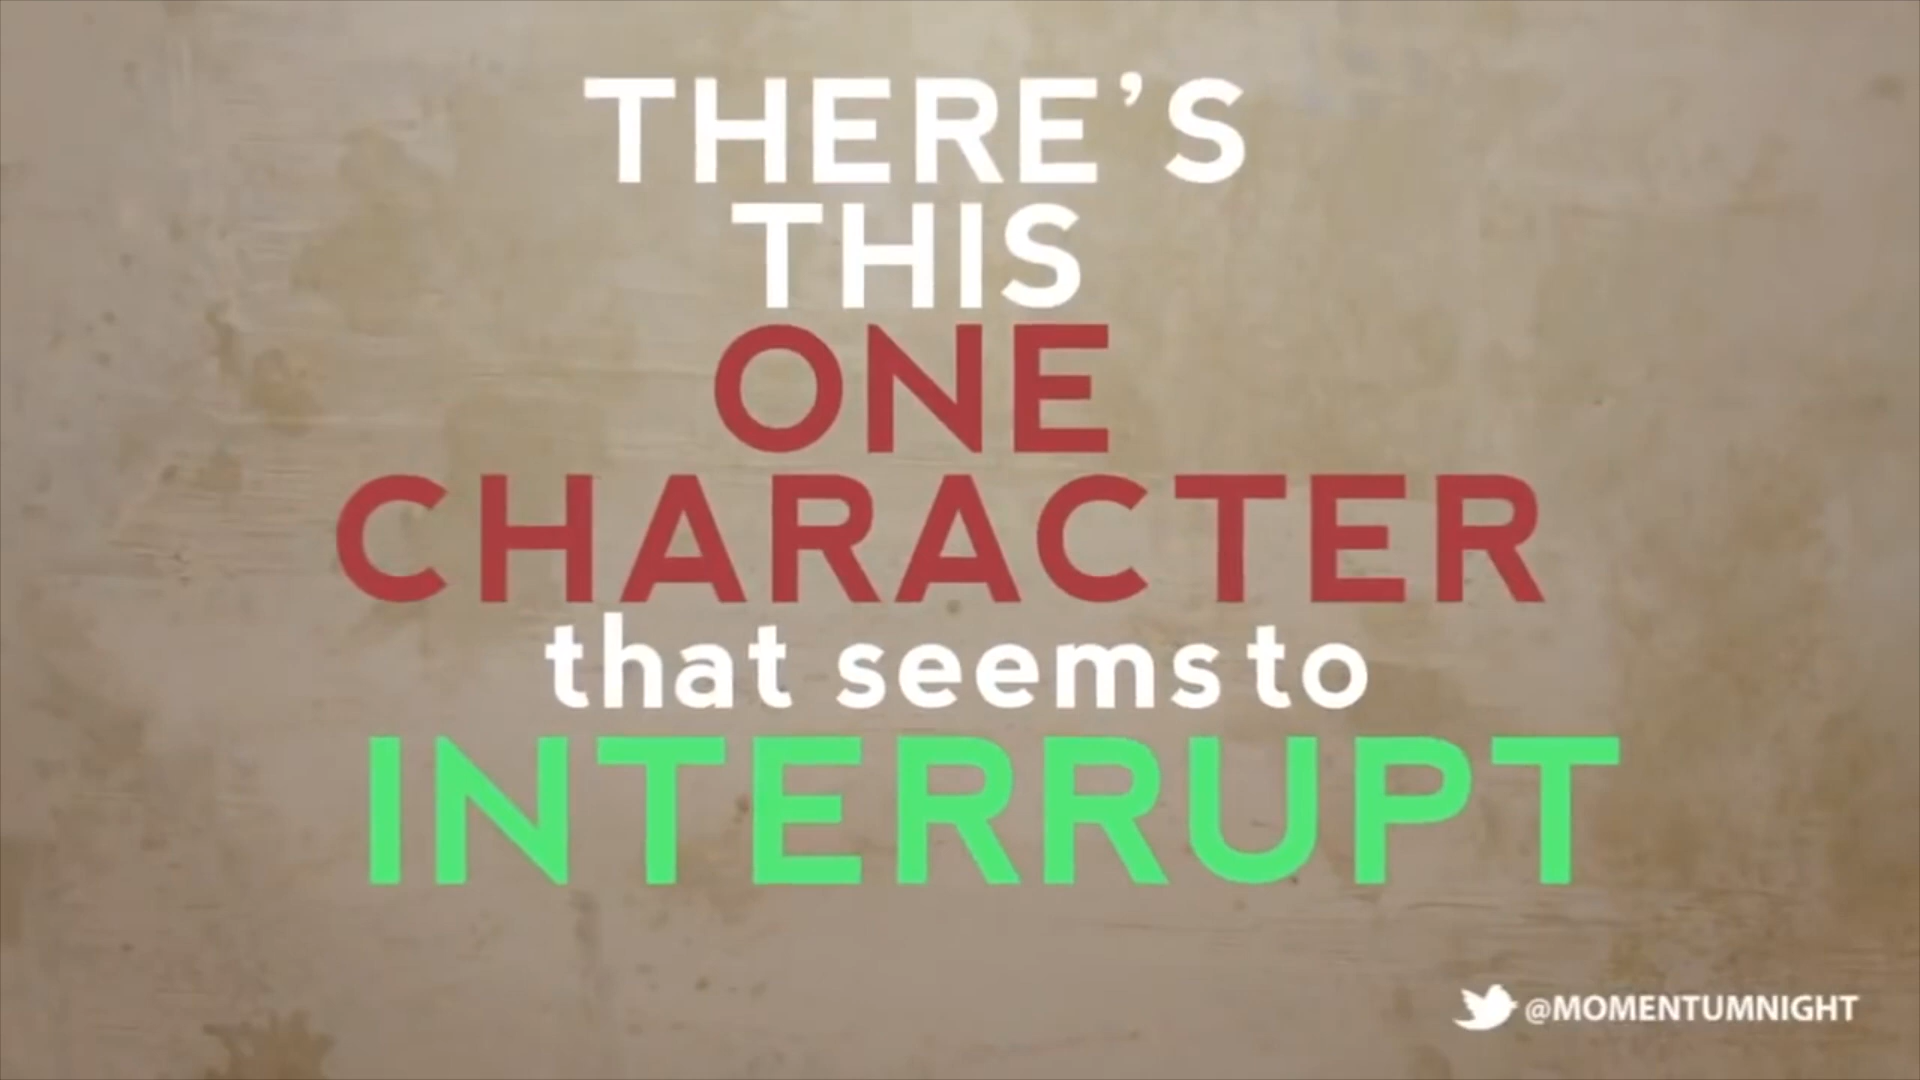 THERE'S
THIS
ONE
CHARACTER
that seems to
INTERRUPT
@MOMENTUMNIGHT